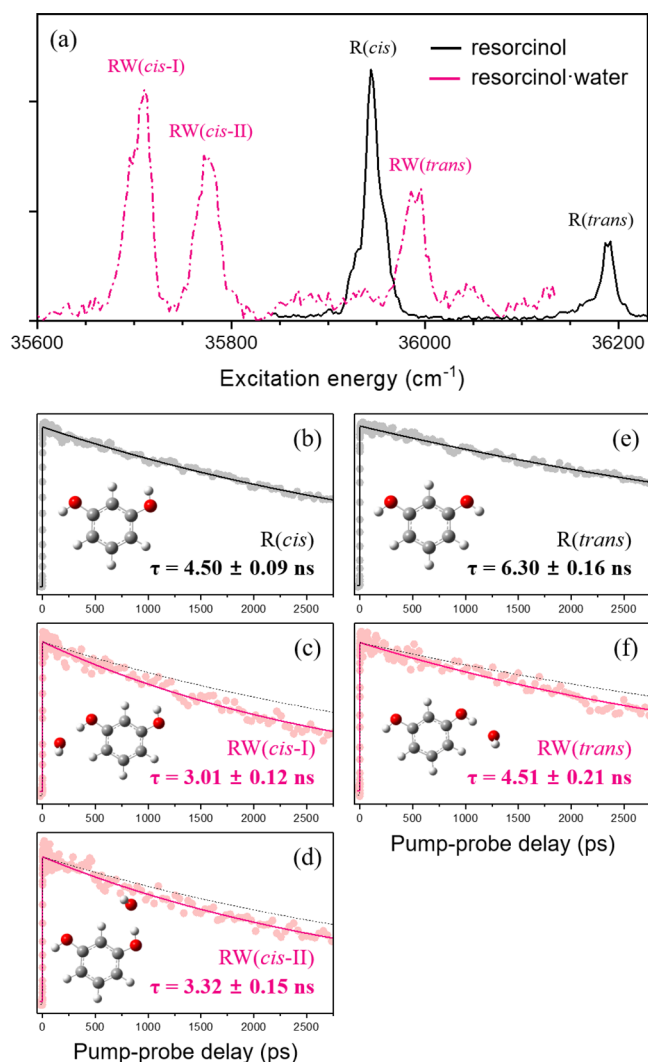 (a)
R(cis)
resorcinol
resorcinol·water
RW(cis-I)
RW(cis-II)
RW(trans)
R(trans)
35600 35800 36000 36200
Excitation energy (cm⁻¹)
(b)
R(cis)
τ = 4.50 ± 0.09 ns
0 500 1000 1500 2000 2500
(e)
R(trans)
τ = 6.30 ± 0.16 ns
0 500 1000 1500 2000 2500
(c)
RW(cis-I)
τ = 3.01 ± 0.12 ns
0 500 1000 1500 2000 2500
(f)
RW(trans)
τ = 4.51 ± 0.21 ns
0 500 1000 1500 2000 2500
Pump-probe delay (ps)
(d)
RW(cis-II)
τ = 3.32 ± 0.15 ns
0 500 1000 1500 2000 2500
Pump-probe delay (ps)